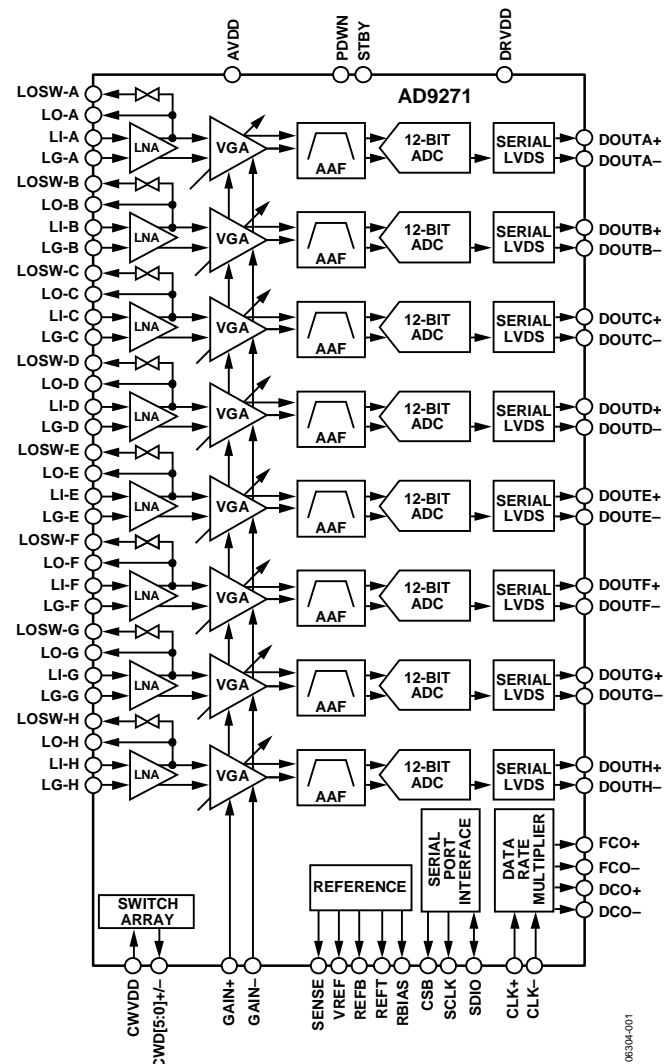 AVDD
PDWN
STBY
DRVDD
AD9271
LOSW-A
LO-A
LI-A
LG-A
LNA
VGA
AAF
12-BIT
ADC
SERIAL
LVDS
DOUTA+
DOUTA–
LOSW-B
LO-B
LI-B
LG-B
LNA
VGA
AAF
12-BIT
ADC
SERIAL
LVDS
DOUTB+
DOUTB–
LOSW-C
LO-C
LI-C
LG-C
LNA
VGA
AAF
12-BIT
ADC
SERIAL
LVDS
DOUTC+
DOUTC–
LOSW-D
LO-D
LI-D
LG-D
LNA
VGA
AAF
12-BIT
ADC
SERIAL
LVDS
DOUTD+
DOUTD–
LOSW-E
LO-E
LI-E
LG-E
LNA
VGA
AAF
12-BIT
ADC
SERIAL
LVDS
DOUTE+
DOUTE–
LOSW-F
LO-F
LI-F
LG-F
LNA
VGA
AAF
12-BIT
ADC
SERIAL
LVDS
DOUTF+
DOUTF–
LOSW-G
LO-G
LI-G
LG-G
LNA
VGA
AAF
12-BIT
ADC
SERIAL
LVDS
DOUTG+
DOUTG–
LOSW-H
LO-H
LI-H
LG-H
LNA
VGA
AAF
12-BIT
ADC
SERIAL
LVDS
DOUTH+
DOUTH–
SWITCH
ARRAY
REFERENCE
SERIAL
PORT
INTERFACE
DATA
RATE
MULTIPLIER
FCO+
FCO–
DCO+
DCO–
CWVDD
CWD[5:0]+/–
GAIN+
GAIN–
SENSE
VREF
REFB
REFT
RBIAS
CSB
SCLK
SDIO
CLK+
CLK–
06304-001